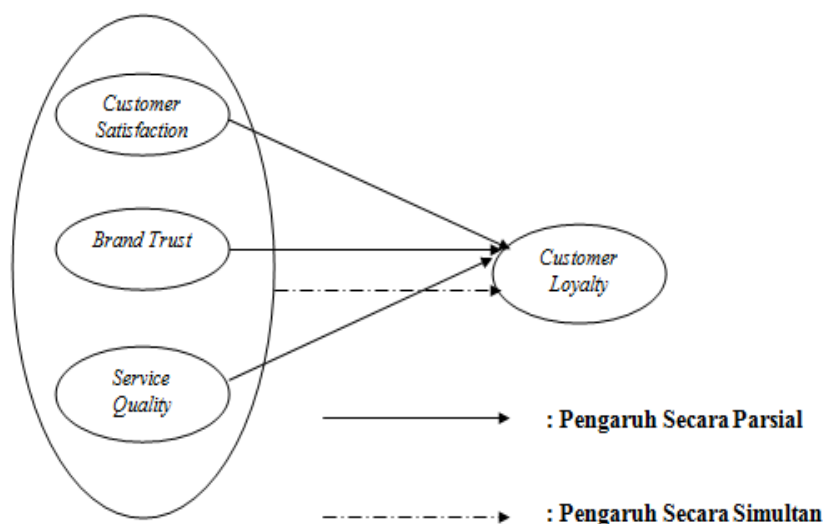 Customer
Satisfaction
Brand Trust
Customer
Loyalty
Service
Quality
: Pengaruh Secara Parsial
: Pengaruh Secara Simultan